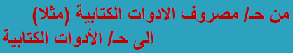 من حـ/ مصروف الادوات الكتابية (مثلا)
الى حـ/ الأدوات الكتابية